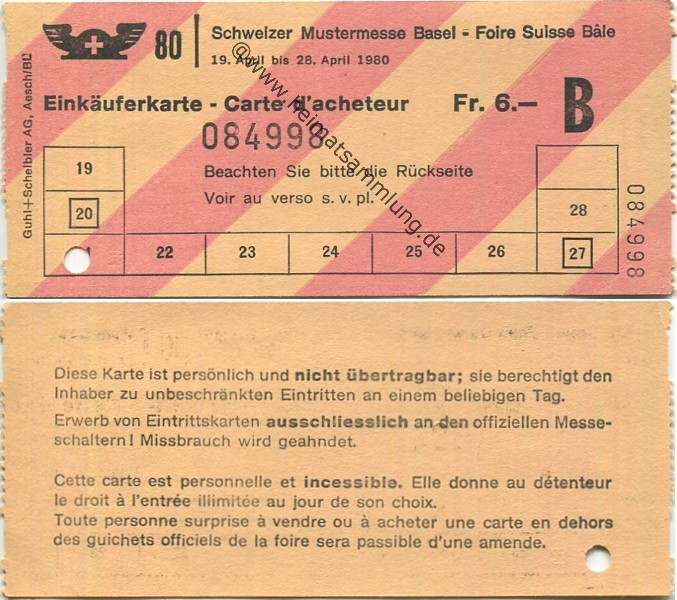 80
Schweizer Mustermesse Basel - Foire Suisse Bâle
19. April bis 28. April 1980
Einkäuferkarte - Carte d'acheteur Fr. 6.— B
084998
Beachten Sie bitte die Rückseite
Voir au verso s. v. pl.
19
20 28
22 23 24 25 26 27
084998
Guhl+Scheibler AG, Aesch/BL
©www.heimatsammlung.de
Diese Karte ist persönlich und nicht übertragbar; sie berechtigt den
Inhaber zu unbeschränkten Eintritten an einem beliebigen Tag.
Erwerb von Eintrittskarten ausschliesslich an den offiziellen Messe-
schaltern! Missbrauch wird geahndet.
Cette carte est personnelle et incessible. Elle donne au détenteur
le droit à l'entrée illimitée au jour de son choix.
Toute personne surprise à vendre ou à acheter une carte en dehors
des guichets officiels de la foire sera passible d'une amende.